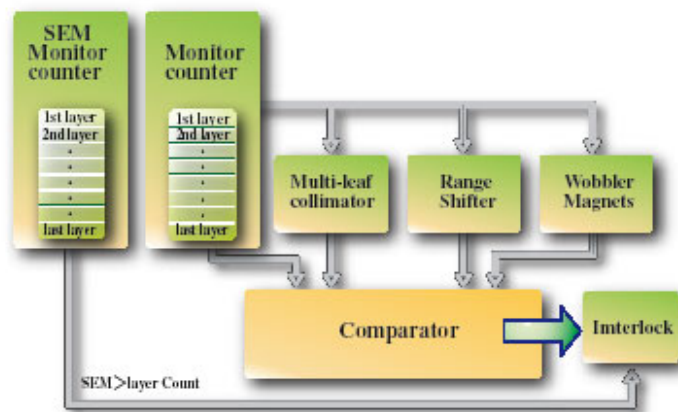 SEM
Monitor
counter
1st layer
2nd layer
last layer
Monitor
counter
1st layer
2nd layer
last layer
Multi-leaf
collimator
Range
Shifter
Wobbler
Magnets
Comparator
Imterlock
SEM>layer Count